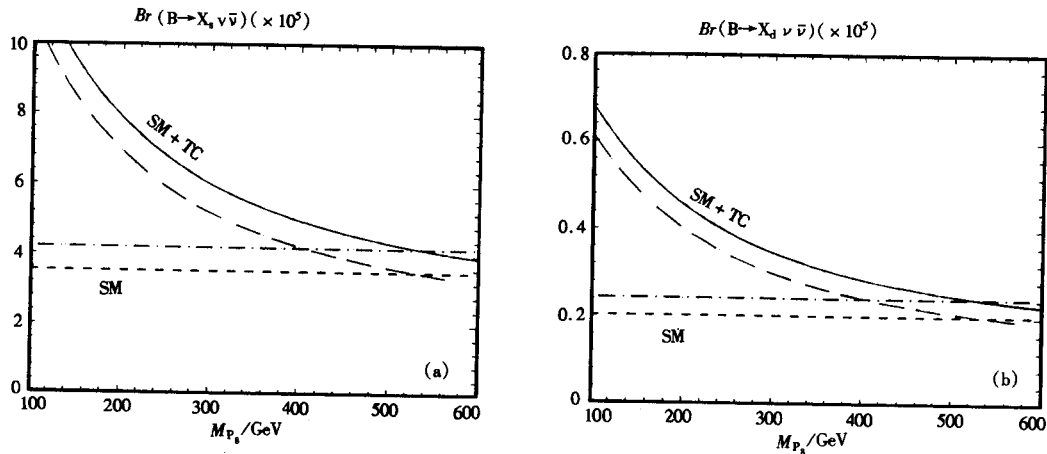 Br (B→X_s ν ν̄) (× 10^5)
10
8
6
4
2
0
SM + TC
SM
(a)
100 200 300 400 500 600
M_{P_8}/GeV
Br (B→X_d ν ν̄) (× 10^5)
0.8
0.6
0.4
0.2
0
SM + TC
SM
(b)
100 200 300 400 500 600
M_{P_8}/GeV